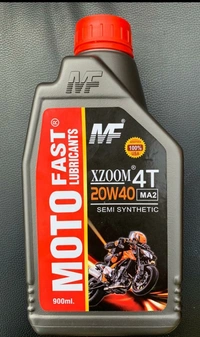 MF
MOTO FAST®
LUBRICANTS
MF
100%
XZOOM® 4T
20W40 MA2
SEMI SYNTHETIC
900ml.